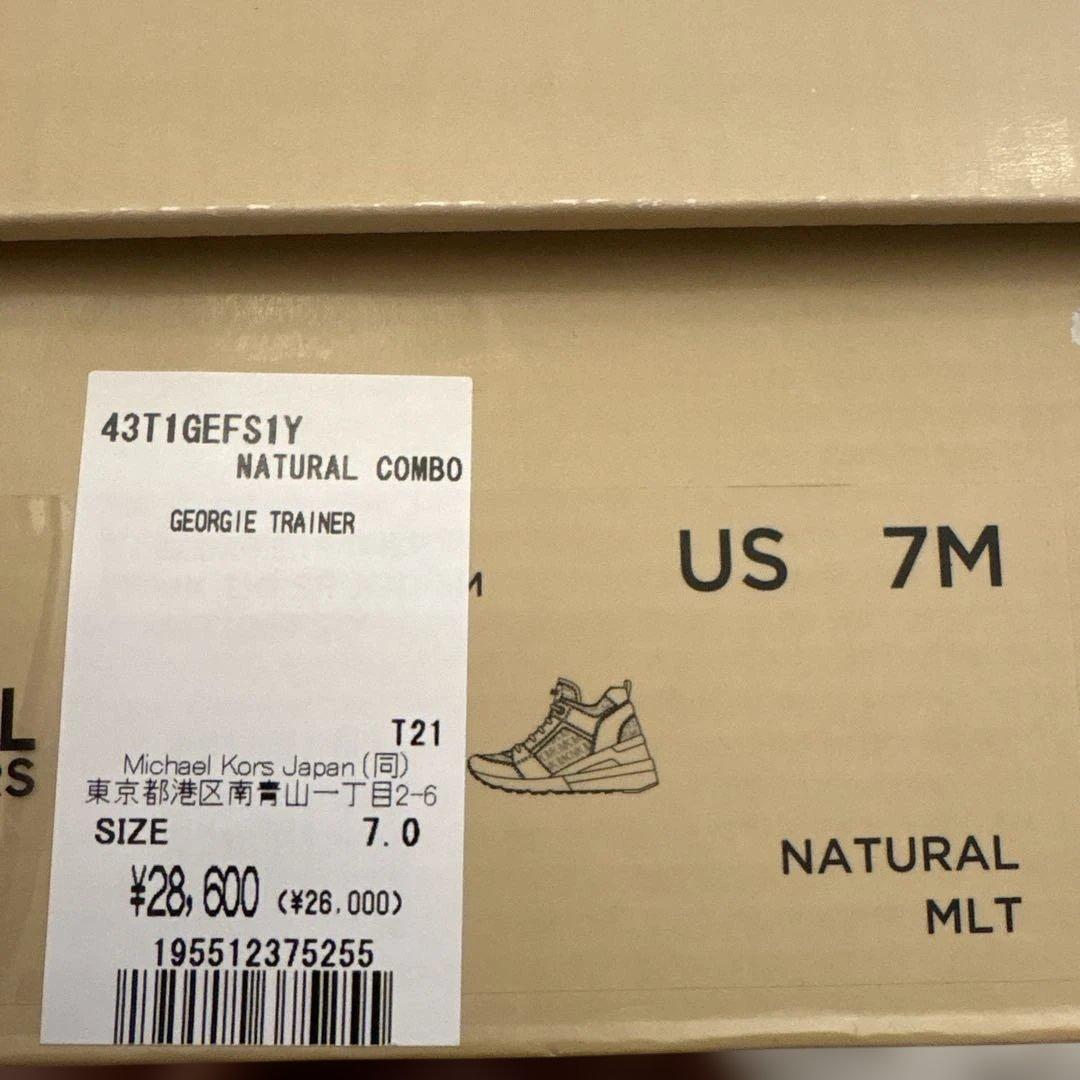 43T1GEFS1Y
NATURAL COMBO
GEORGIE TRAINER
T21
Michael Kors Japan (同)
東京都港区南青山一丁目2-6
SIZE 7.0
¥28,600 (¥26,000)
195512375255
US 7M
NATURAL
MLT
L
RS
M